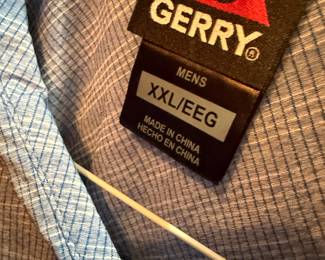 GERRY®
MENS
XXL/EEG
MADE IN CHINA
HECHO EN CHINA